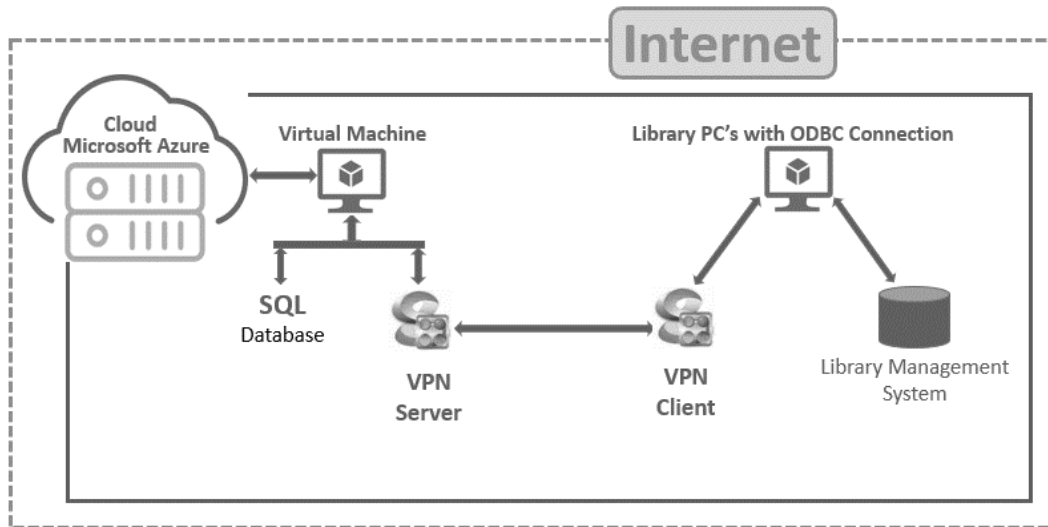 Internet
Cloud
Microsoft Azure
Virtual Machine
Library PC's with ODBC Connection
SQL
Database
VPN
Server
VPN
Client
Library Management
System